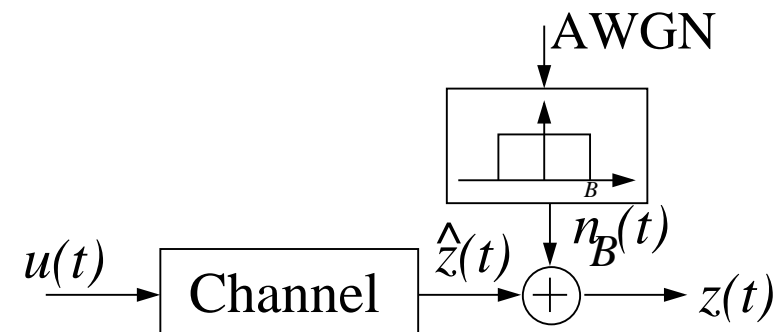 AWGN
B
n_B(t)
u(t)
Channel
ẑ(t)
+
z(t)